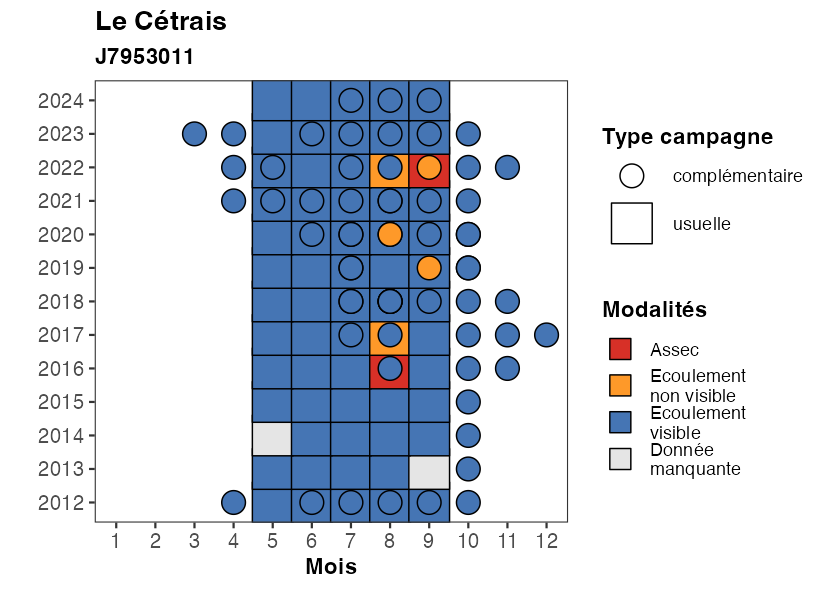 Le Cétrais
J7953011
2024
2023
2022
2021
2020
2019
2018
2017
2016
2015
2014
2013
2012
1 2 3 4 5 6 7 8 9 10 11 12
Mois
Type campagne
complémentaire
usuelle
Modalités
Assec
Ecoulement
non visible
Ecoulement
visible
Donnée
manquante